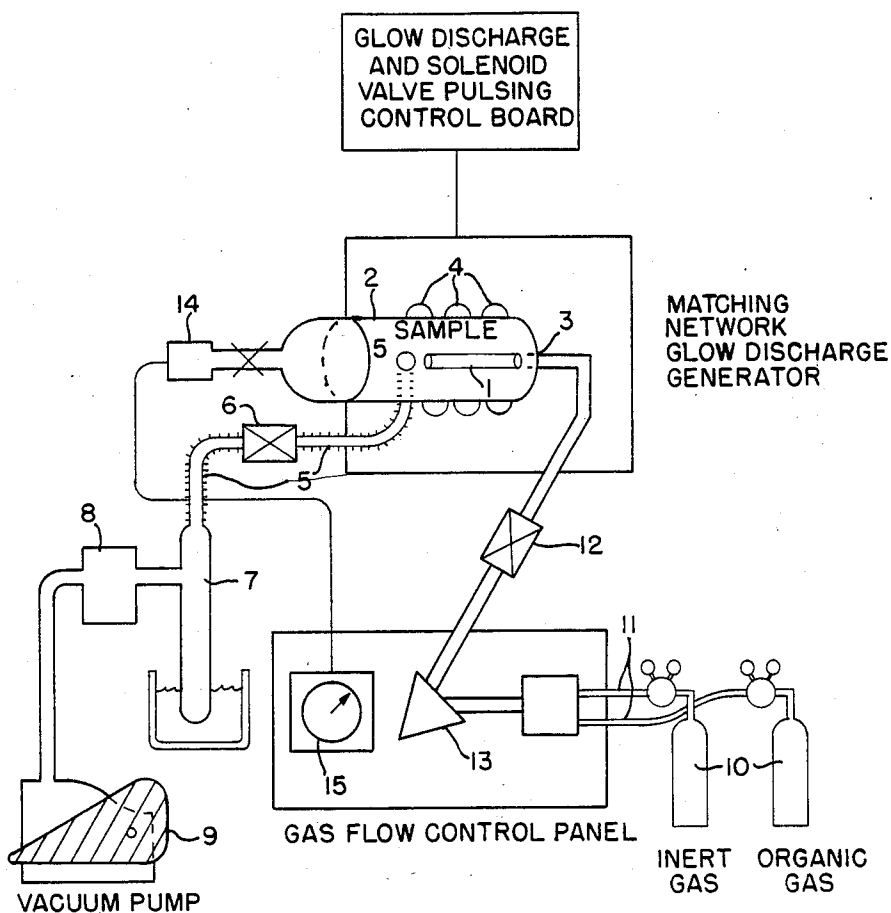 GLOW DISCHARGE
AND SOLENOID
VALVE PULSING
CONTROL BOARD
4
2
14
SAMPLE
3
5
1
MATCHING
NETWORK
GLOW DISCHARGE
GENERATOR
6
5
8
12
7
11
10
13
15
9
GAS FLOW CONTROL PANEL
INERT
GAS
ORGANIC
GAS
VACUUM PUMP